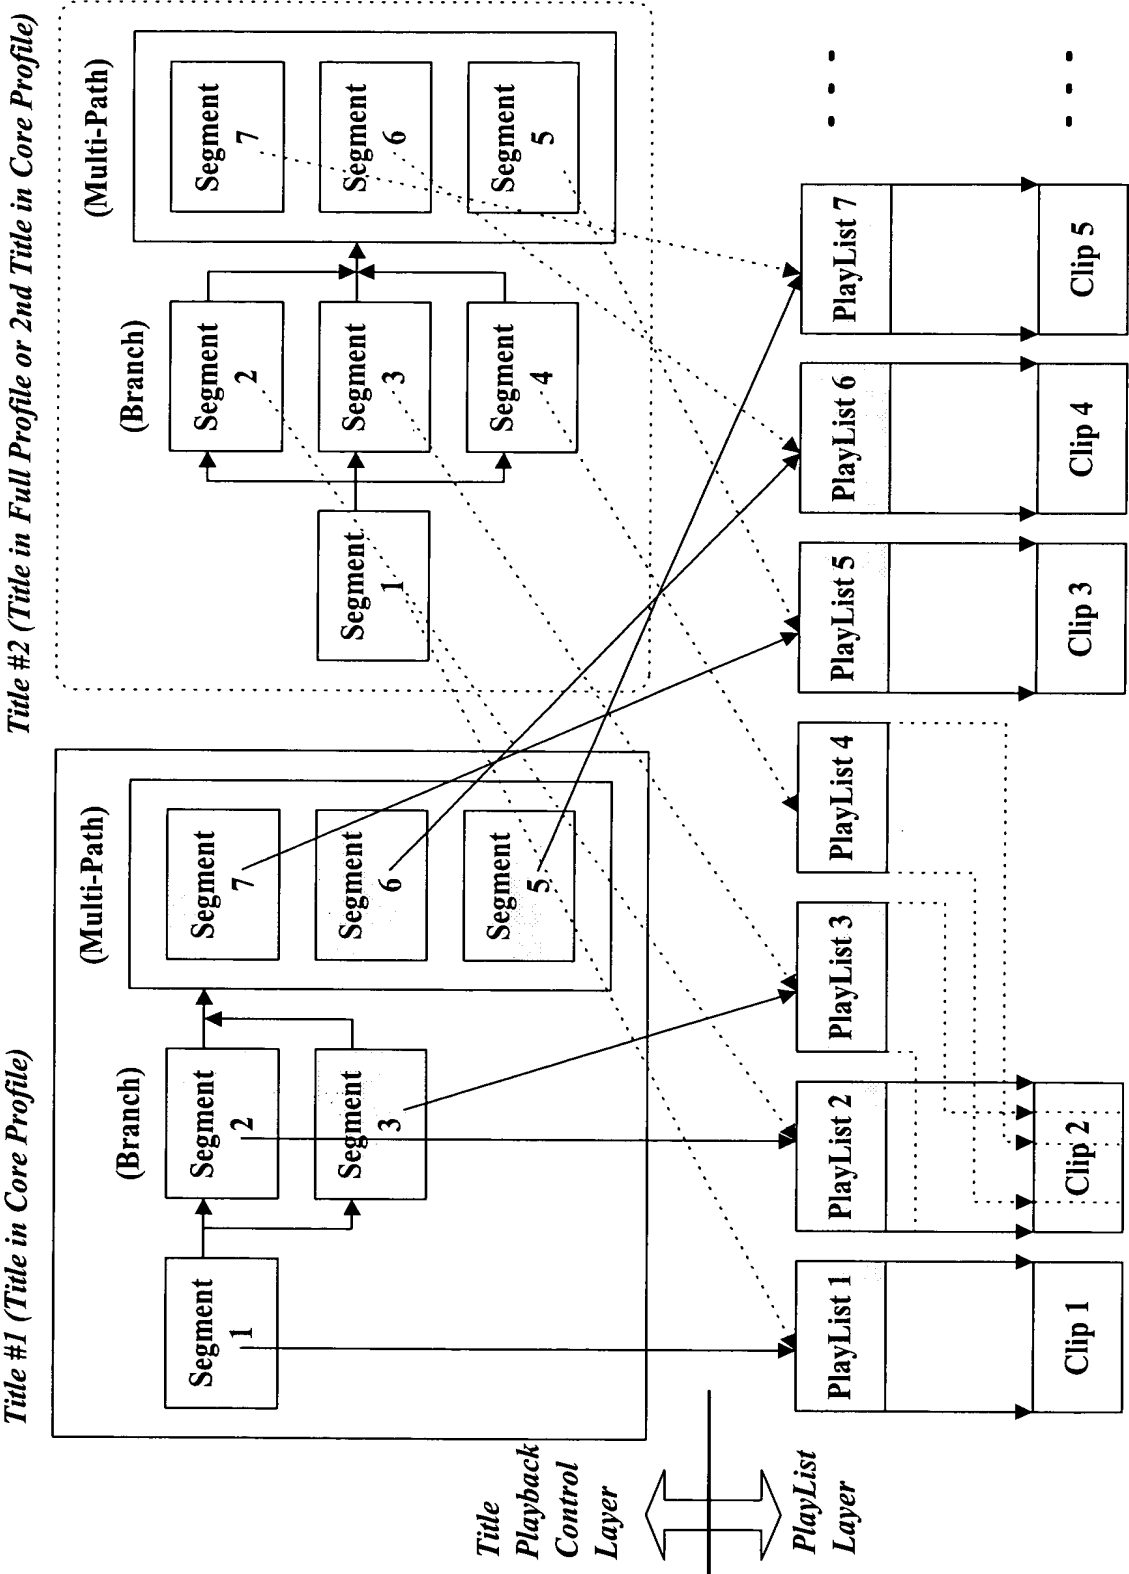 Title #1 (Title in Core Profile)
Title #2 (Title in Full Profile or 2nd Title in Core Profile)
(Branch)
(Multi-Path)
Segment
1
Segment
2
Segment
3
Segment
7
Segment
6
Segment
5
(Branch)
(Multi-Path)
Segment
1
Segment
2
Segment
3
Segment
4
Segment
7
Segment
6
Segment
5
Title
Playback
Control
Layer
PlayList
Layer
PlayList 1
PlayList 2
PlayList 3
PlayList 4
PlayList 5
PlayList 6
PlayList 7
Clip 1
Clip 2
Clip 3
Clip 4
Clip 5